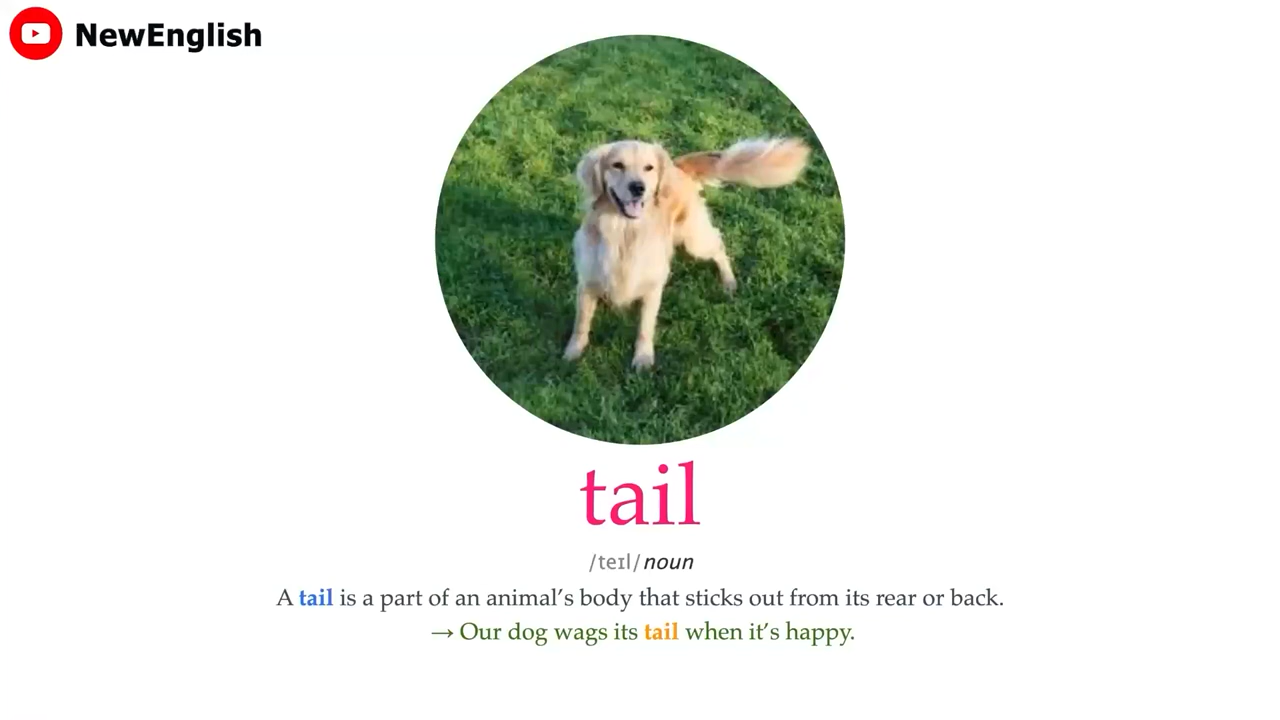 NewEnglish
tail
/teɪl/ noun
A tail is a part of an animal’s body that sticks out from its rear or back.
→ Our dog wags its tail when it’s happy.